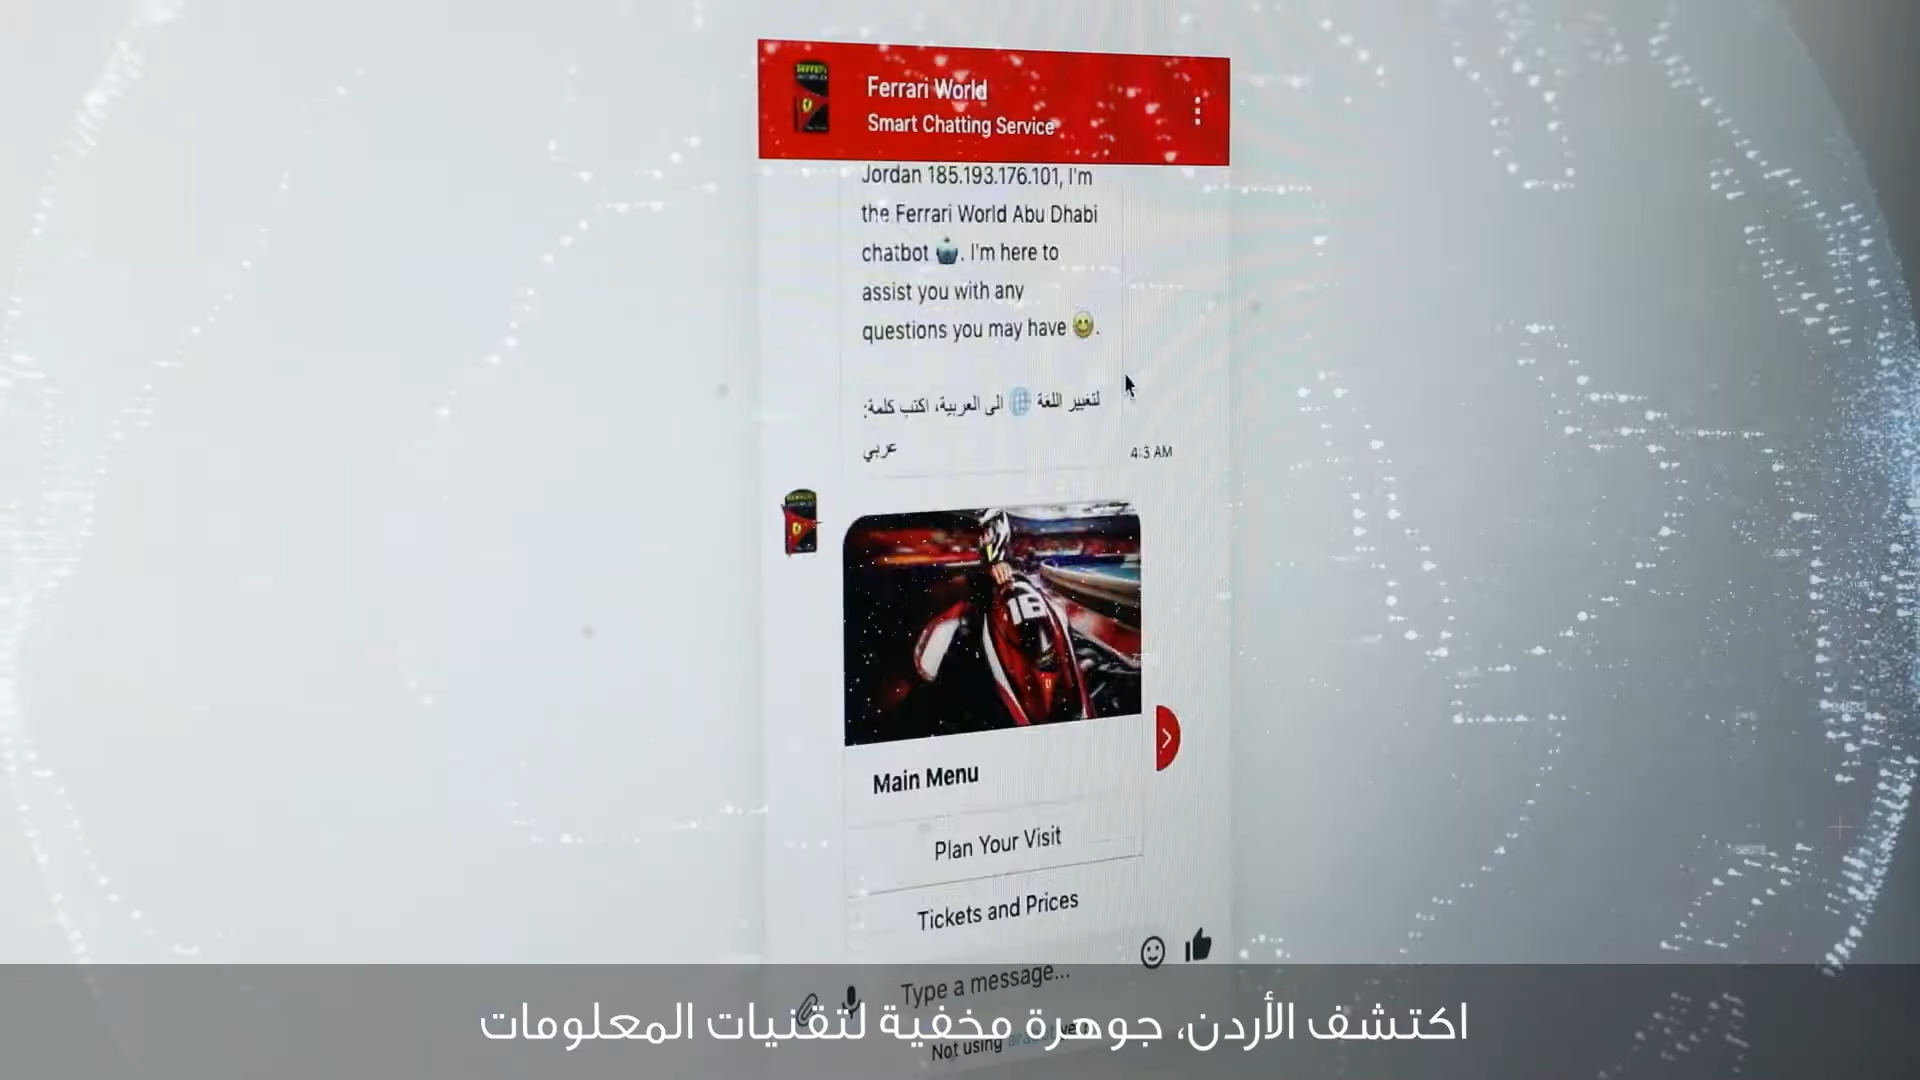 Ferrari World
Smart Chatting Service
Jordan 185.193.176.101, I'm
the Ferrari World Abu Dhabi
chatbot 🤖. I'm here to
assist you with any
questions you may have 😊.
لتغيير اللغة 🌐 الى العربية، اكتب كلمة:
عربي
4:3 AM
18
Main Menu
Plan Your Visit
Tickets and Prices
Type a message...
اكتشف الأردن، جوهرة مخفية لتقنيات المعلومات
Not using